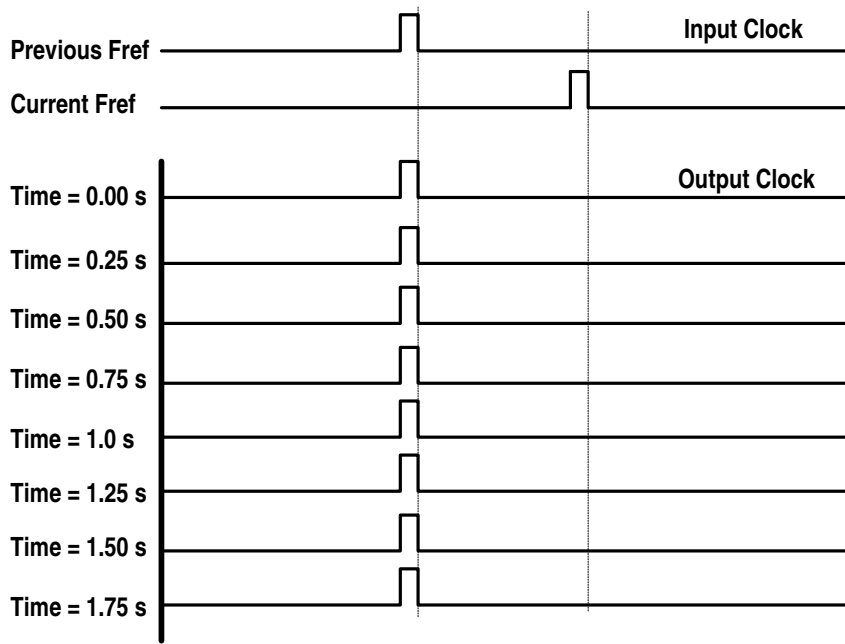 Input Clock
Previous Fref
Current Fref
Output Clock
Time = 0.00 s
Time = 0.25 s
Time = 0.50 s
Time = 0.75 s
Time = 1.0 s
Time = 1.25 s
Time = 1.50 s
Time = 1.75 s